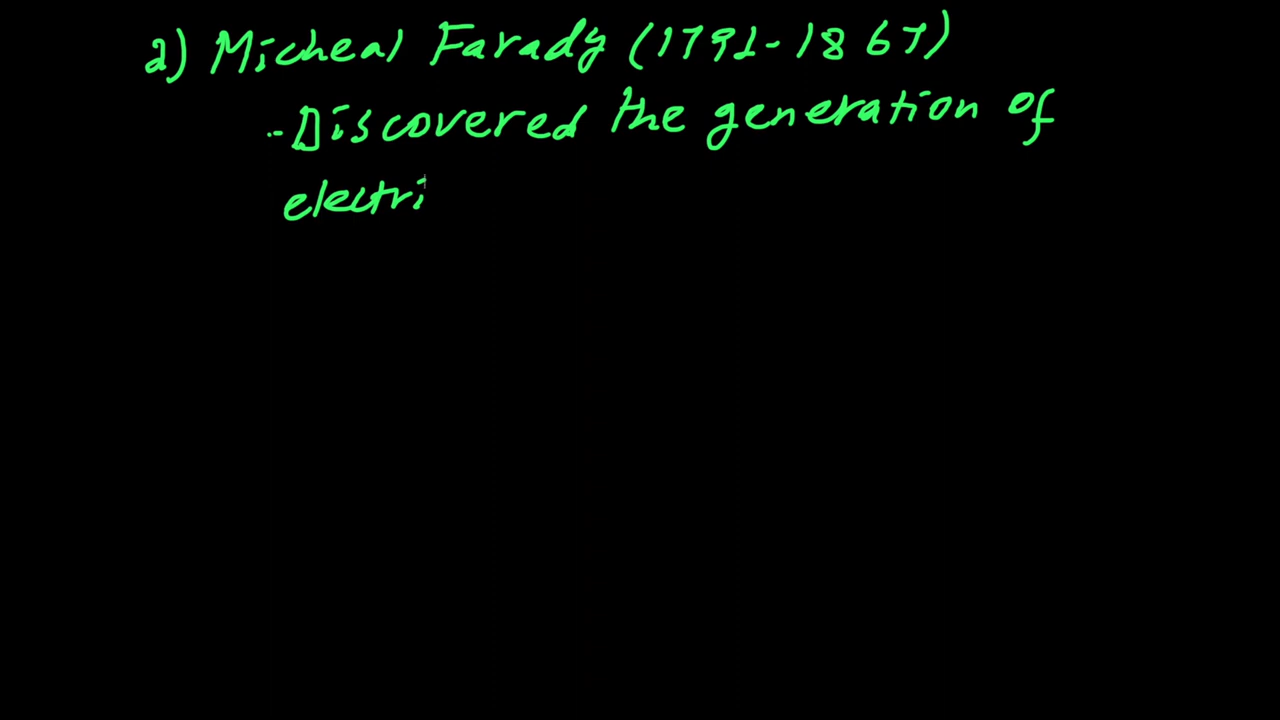 2) Micheal Farady (1791-1867)
-Discovered the generation of
electri